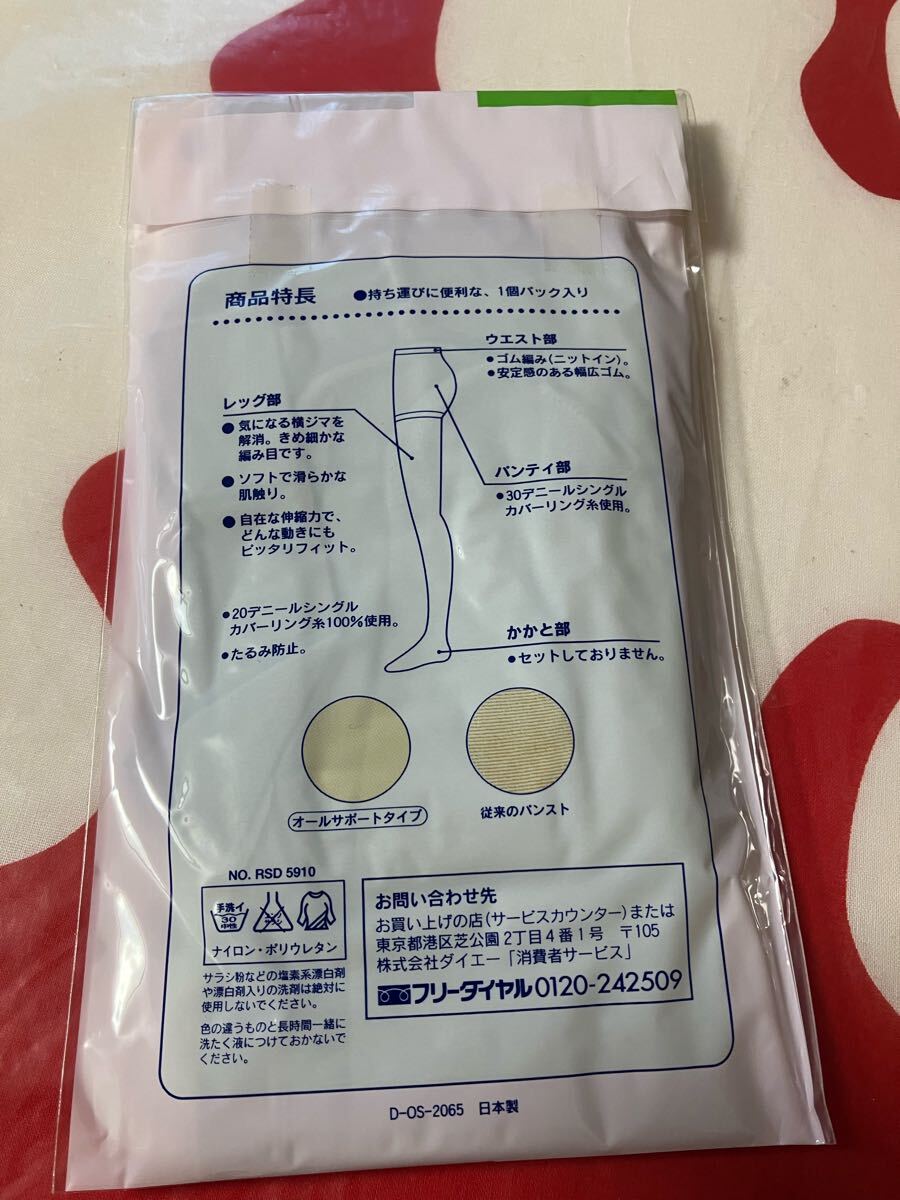 商品特長
●持ち運びに便利な、1個パック入り
ウエスト部
●ゴム編み(ニットイン)。
●安定感のある幅広ゴム。
レッグ部
●気になる横ジマを
解消。きめ細かな
編み目です。
●ソフトで滑らかな
肌触り。
●自在な伸縮力で、
どんな動きにも
ピッタリフィット。
●20デニールシングル
カバーリング糸100%使用。
●たるみ防止。
パンティ部
●30デニールシングル
カバーリング糸使用。
かかと部
●セットしておりません。
オールサポートタイプ
従来のパンスト
NO. RSD 5910
手洗イ
30
中性
ナイロン・ポリウレタン
サラシ粉などの塩素系漂白剤
や漂白剤入りの洗剤は絶対に
使用しないでください。
色の違うものと長時間一緒に
洗たく液につけておかないで
ください。
お問い合わせ先
お買い上げの店(サービスカウンター)または
東京都港区芝公園2丁目4番1号 〒105
株式会社ダイエー「消費者サービス」
フリーダイヤル0120-242509
D-OS-2065 日本製